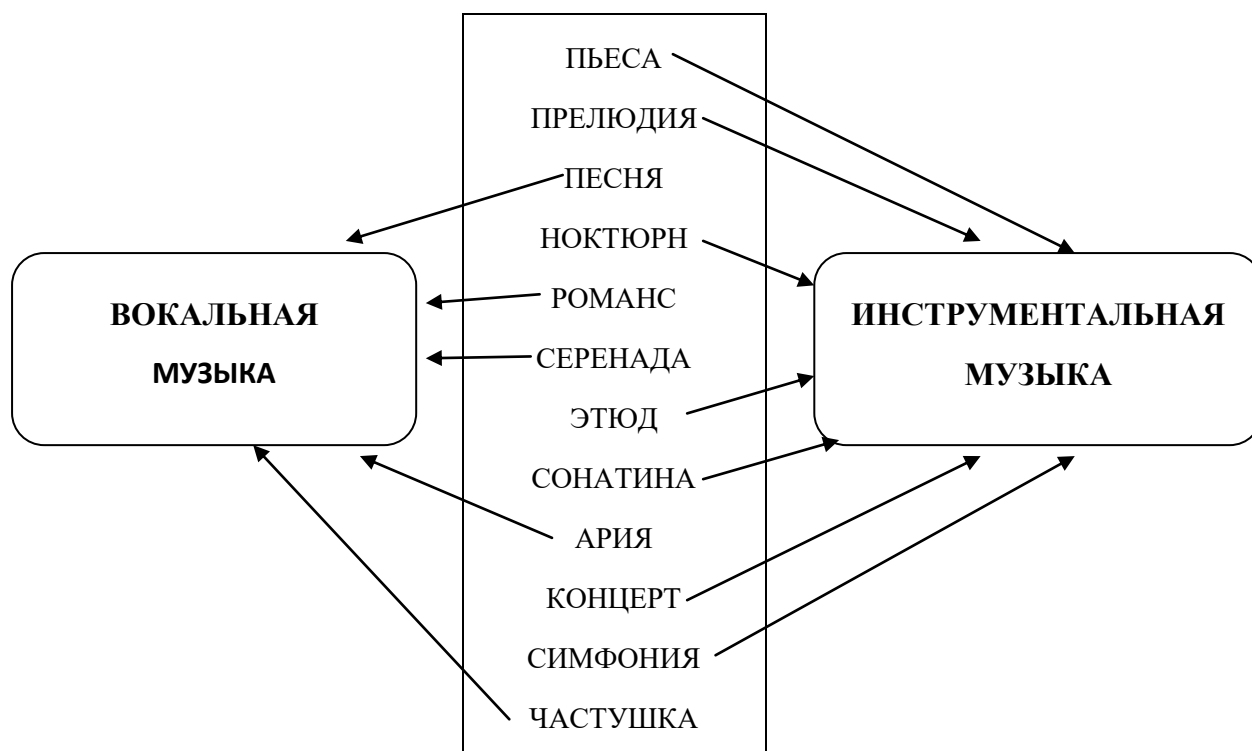 ПЬЕСА
ПРЕЛЮДИЯ
ПЕСНЯ
НОКТЮРН
РОМАНС
СЕРЕНАДА
ЭТЮД
СОНАТИНА
АРИЯ
КОНЦЕРТ
СИМФОНИЯ
ЧАСТУШКА
ВОКАЛЬНАЯ
МУЗЫКА
ИНСТРУМЕНТАЛЬНАЯ
МУЗЫКА